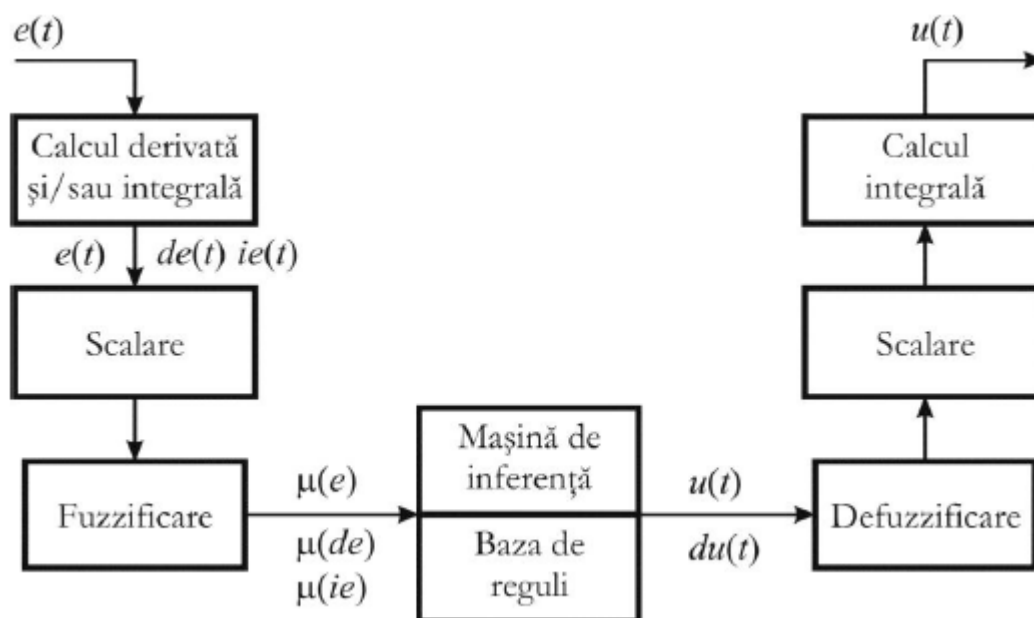 e(t)
u(t)
Calcul derivată
şi/sau integrală
Calcul
integrală
e(t) de(t) ie(t)
Scalare
Scalare
Fuzzificare
μ(e)
μ(de)
μ(ie)
Maşină de
inferenţă
Baza de
reguli
u(t)
du(t)
Defuzzificare